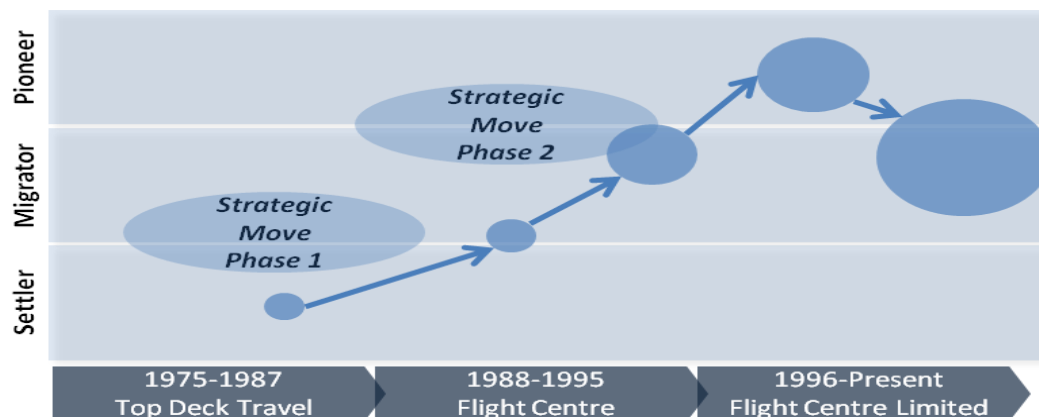 Pioneer
Migrator
Settler
Strategic
Move
Phase 2
Strategic
Move
Phase 1
1975-1987
Top Deck Travel
1988-1995
Flight Centre
1996-Present
Flight Centre Limited